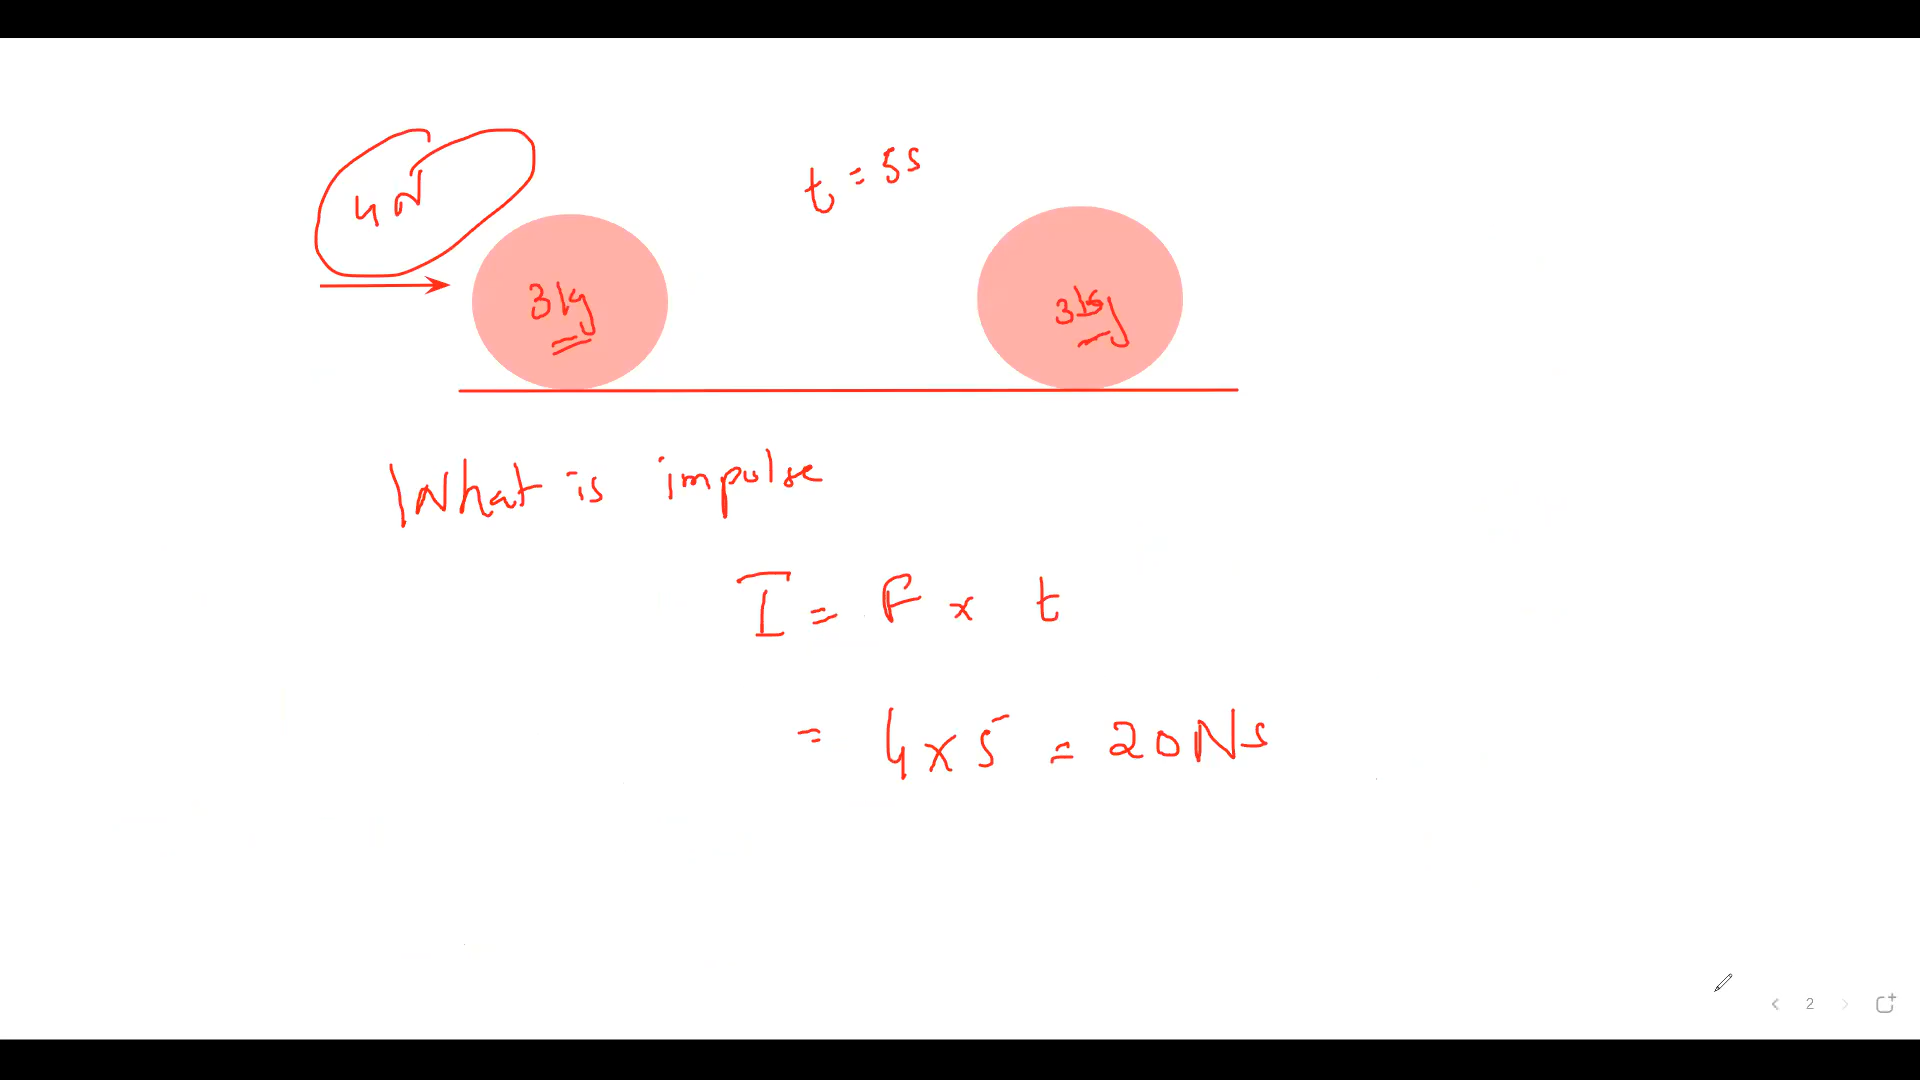 4N
t = 5s
3kg
3kg
What is impulse
I = F x t
= 4 x 5 = 20Ns
2